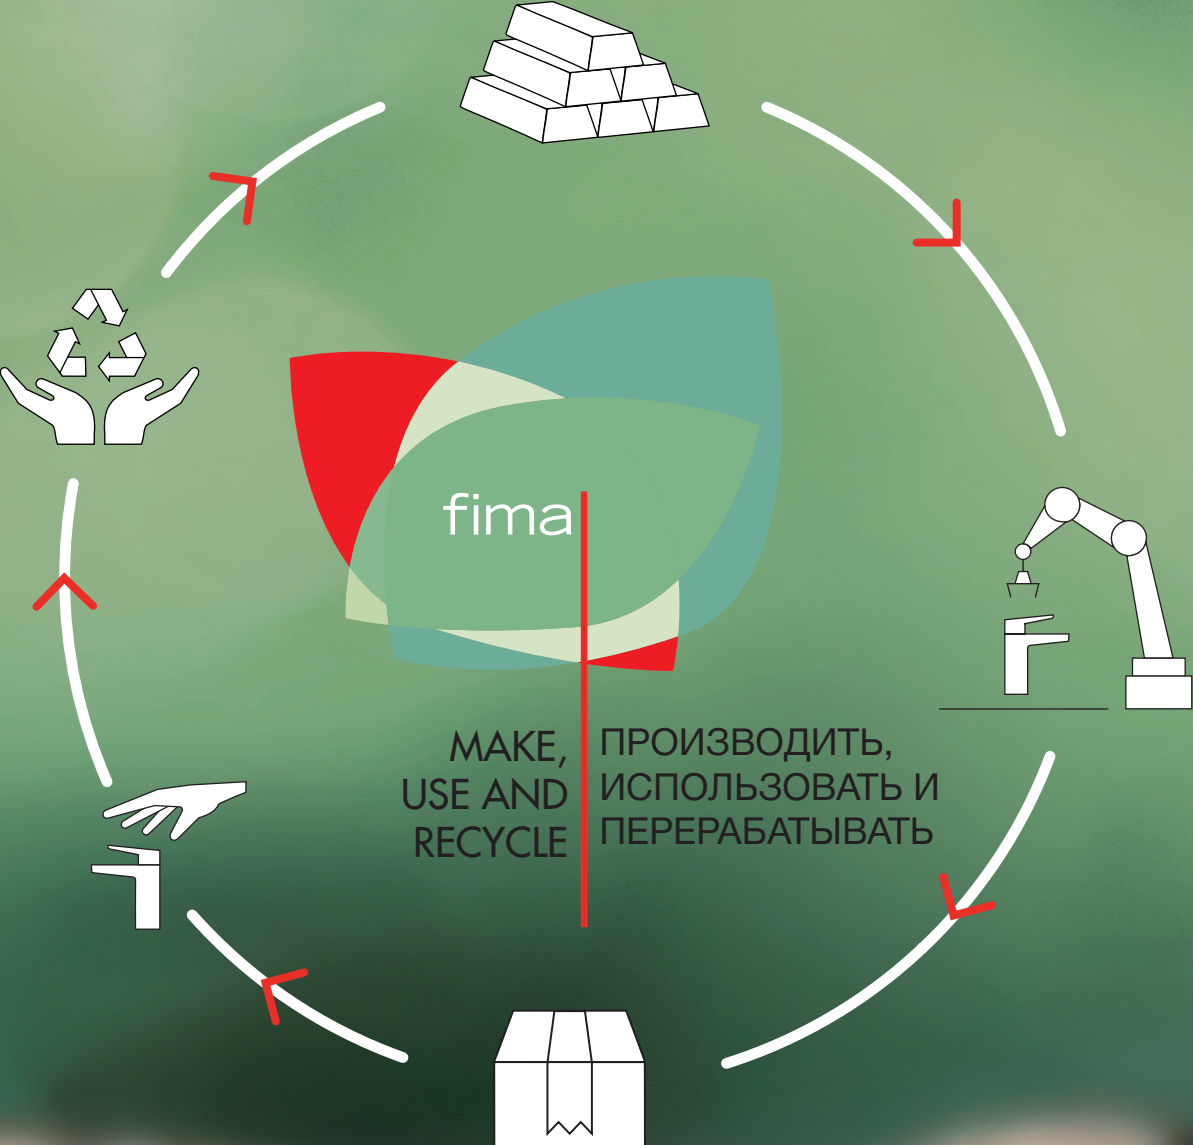 fima
MAKE,
USE AND
RECYCLE
ПРОИЗВОДИТЬ,
ИСПОЛЬЗОВАТЬ И
ПЕРЕРАБАТЫВАТЬ